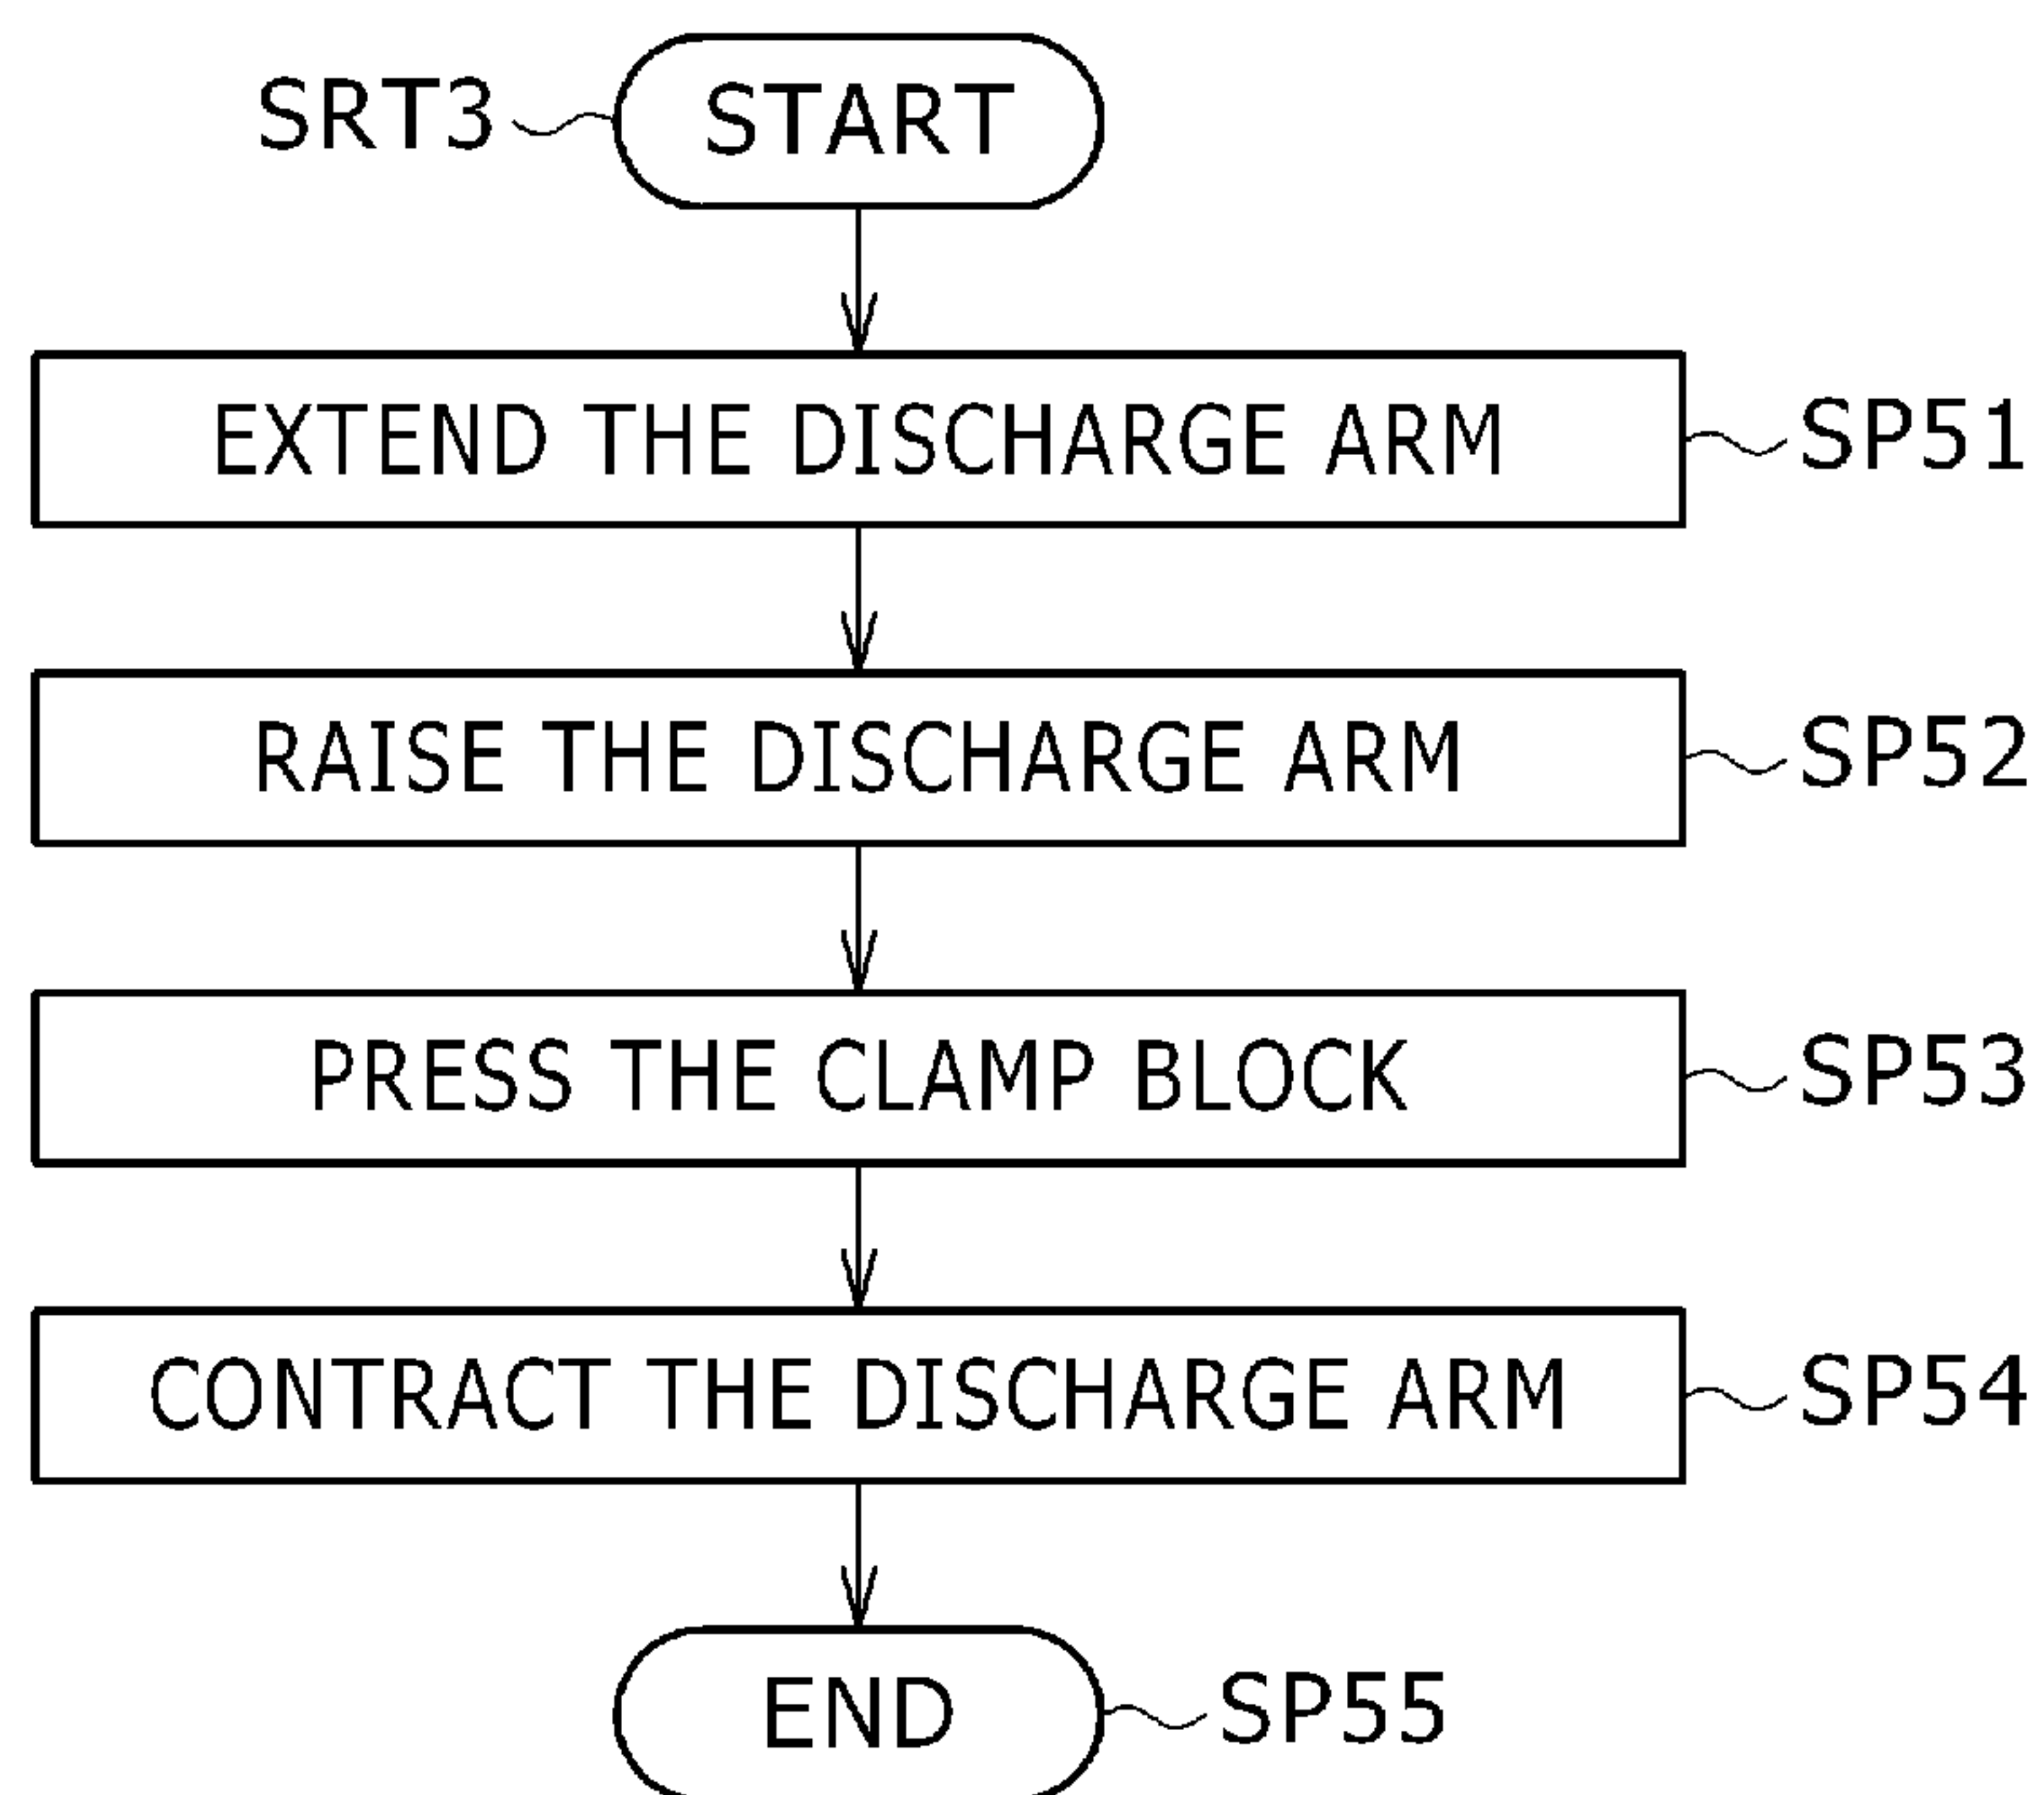 SRT3 START
EXTEND THE DISCHARGE ARM SP51
RAISE THE DISCHARGE ARM SP52
PRESS THE CLAMP BLOCK SP53
CONTRACT THE DISCHARGE ARM SP54
END SP55